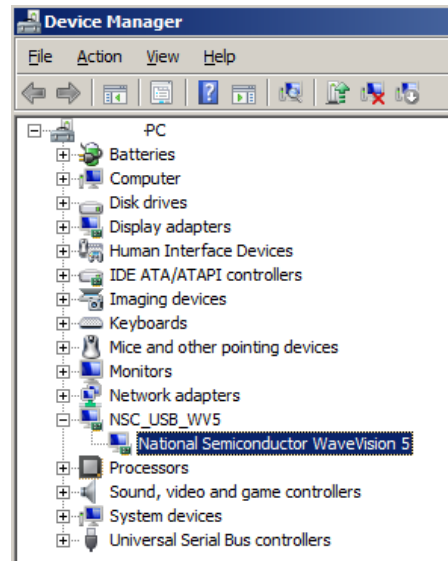 Device Manager
File Action View Help
-PC
Batteries
Computer
Disk drives
Display adapters
Human Interface Devices
IDE ATA/ATAPI controllers
Imaging devices
Keyboards
Mice and other pointing devices
Monitors
Network adapters
NSC_USB_WV5
National Semiconductor WaveVision 5
Processors
Sound, video and game controllers
System devices
Universal Serial Bus controllers